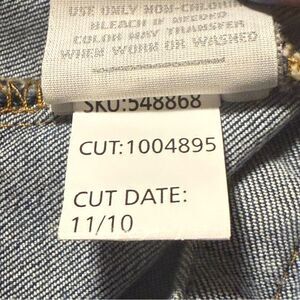 USE ONLY NON-CHLORINE
BLEACH IF NEEDED
COLOR MAY TRANSFER
WHEN WORN OR WASHED
SKU:548868
CUT:1004895
CUT DATE:
11/10